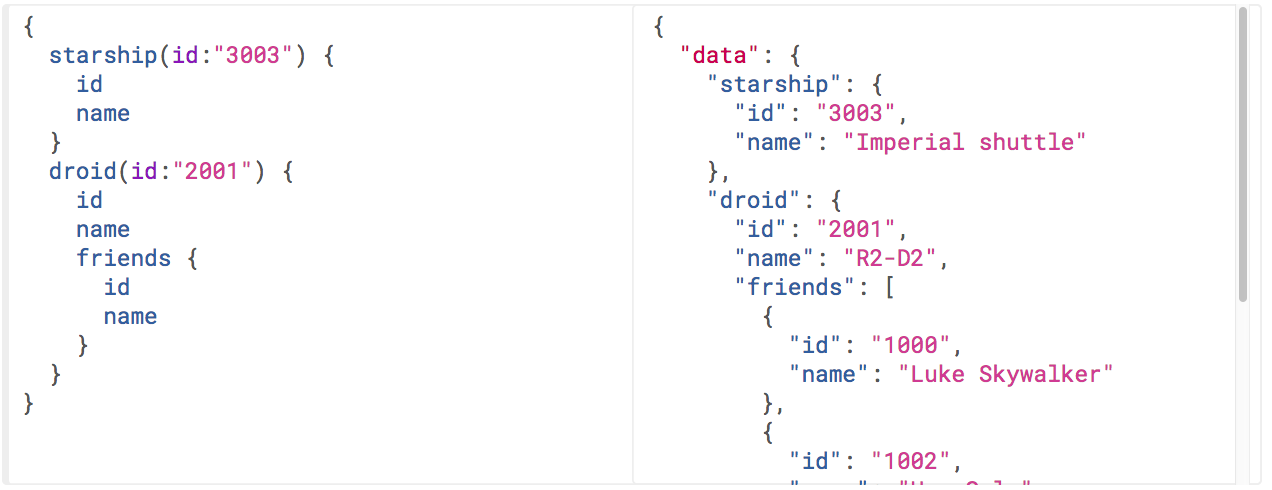 {
  starship(id:"3003") {
    id
    name
  }
  droid(id:"2001") {
    id
    name
    friends {
      id
      name
    }
  }
}
{
  "data": {
    "starship": {
      "id": "3003",
      "name": "Imperial shuttle"
    },
    "droid": {
      "id": "2001",
      "name": "R2-D2",
      "friends": [
        {
          "id": "1000",
          "name": "Luke Skywalker"
        },
        {
          "id": "1002",